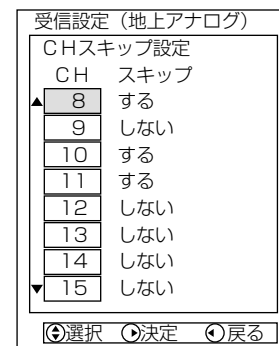 受信設定（地上アナログ）
CHスキップ設定
CH スキップ
▲ 8 する
9 しない
10 する
11 する
12 しない
13 しない
14 しない
▼ 15 しない
選択 決定 戻る